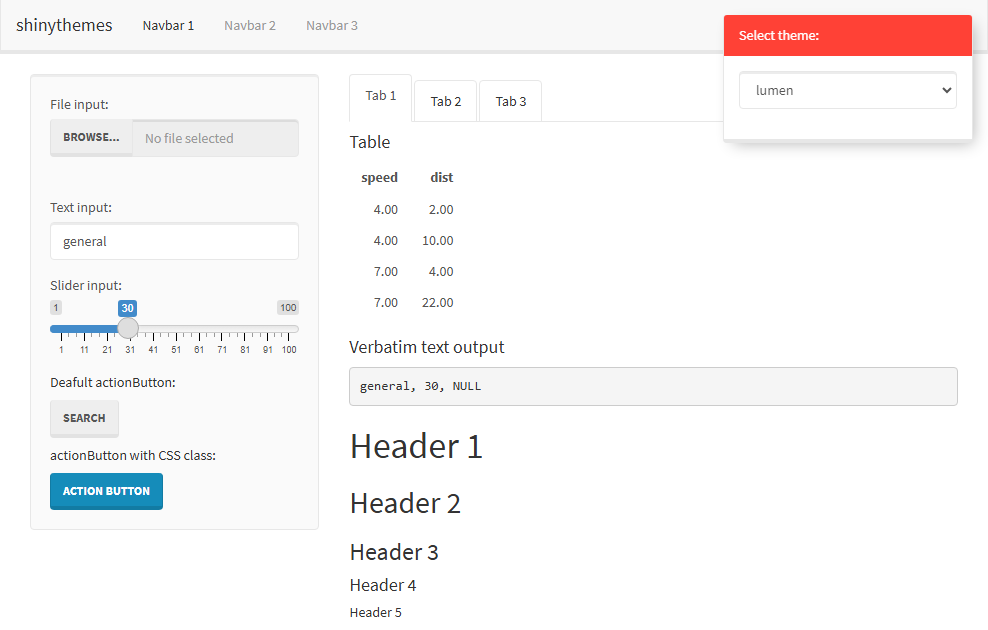 shinythemes Navbar 1 Navbar 2 Navbar 3
Select theme:
lumen
File input:
BROWSE... No file selected
Text input:
general
Slider input:
1 30 100
1 11 21 31 41 51 61 71 81 91 100
Deafult actionButton:
SEARCH
actionButton with CSS class:
ACTION BUTTON
Tab 1 Tab 2 Tab 3
Table
speed dist
4.00 2.00
4.00 10.00
7.00 4.00
7.00 22.00
Verbatim text output
general, 30, NULL
Header 1
Header 2
Header 3
Header 4
Header 5